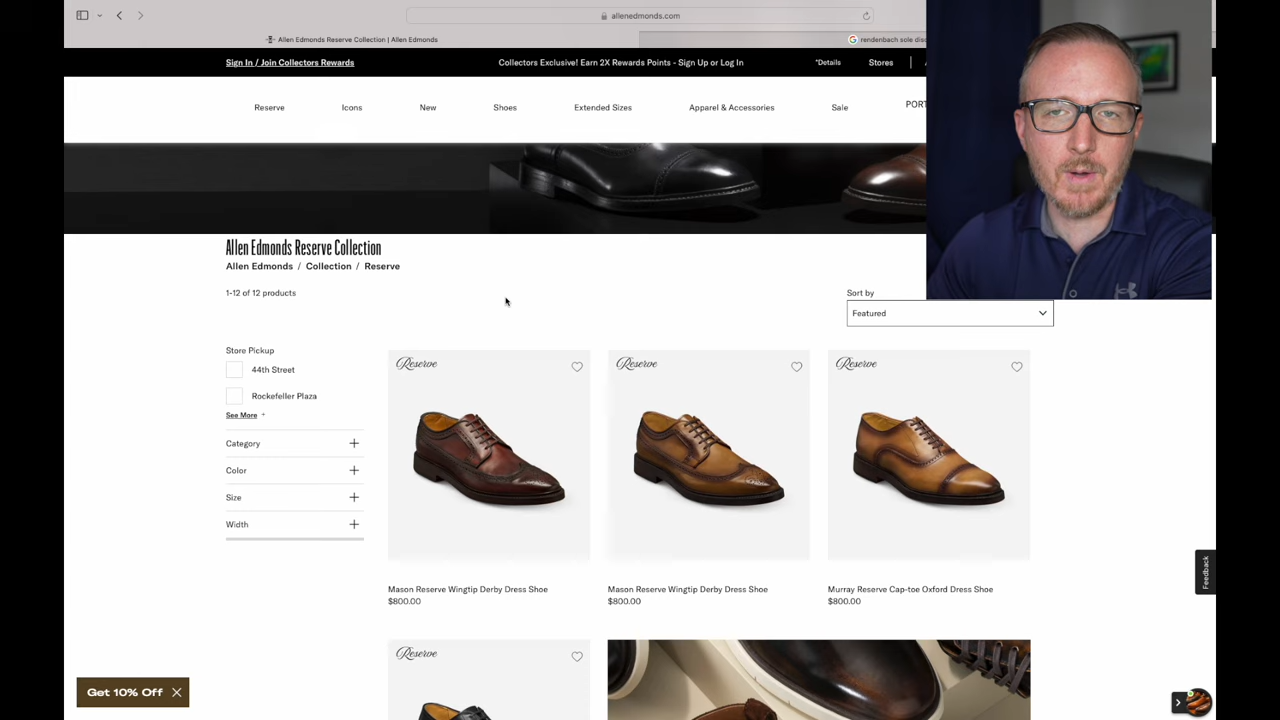 allenedmonds.com
Allen Edmonds Reserve Collection | Allen Edmonds
rendenbach sole disc
Sign In / Join Collectors Rewards
Collectors Exclusive! Earn 2X Rewards Points - Sign Up or Log In
*Details
Stores
Reserve
Icons
New
Shoes
Extended Sizes
Apparel & Accessories
Sale
PORT
Allen Edmonds Reserve Collection
Allen Edmonds / Collection / Reserve
1-12 of 12 products
Sort by
Featured
Store Pickup
44th Street
Rockefeller Plaza
See More +
Category
Color
Size
Width
Reserve
Reserve
Reserve
Mason Reserve Wingtip Derby Dress Shoe
$800.00
Mason Reserve Wingtip Derby Dress Shoe
$800.00
Murray Reserve Cap-toe Oxford Dress Shoe
$800.00
Reserve
Feedback
Get 10% Off